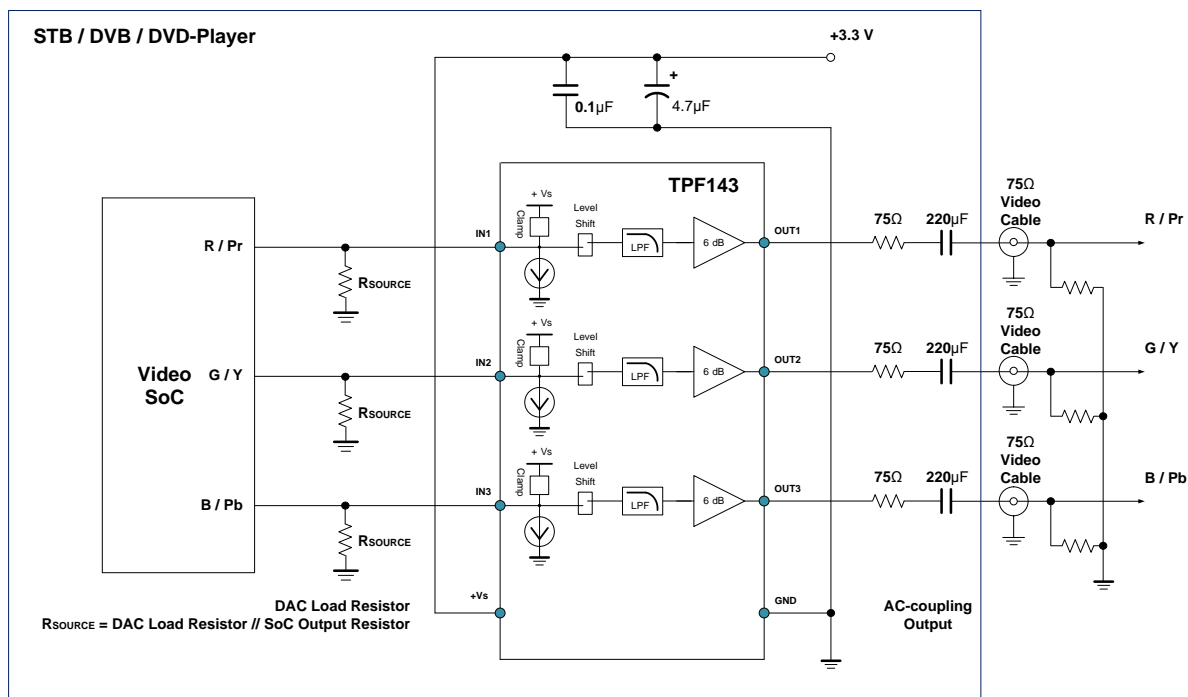 STB / DVB / DVD-Player
+3.3 V
+
0.1µF
4.7µF
TPF143
Video
SoC
R / Pr
RSOURCE
IN1
+ Vs
Clamp
Level
Shift
LPF
6 dB
OUT1
75Ω
220µF
75Ω
Video
Cable
R / Pr
G / Y
RSOURCE
IN2
+ Vs
Clamp
Level
Shift
LPF
6 dB
OUT2
75Ω
220µF
75Ω
Video
Cable
G / Y
B / Pb
RSOURCE
IN3
+ Vs
Clamp
Level
Shift
LPF
6 dB
OUT3
75Ω
220µF
75Ω
Video
Cable
B / Pb
+Vs
GND
DAC Load Resistor
RSOURCE = DAC Load Resistor // SoC Output Resistor
AC-coupling
Output